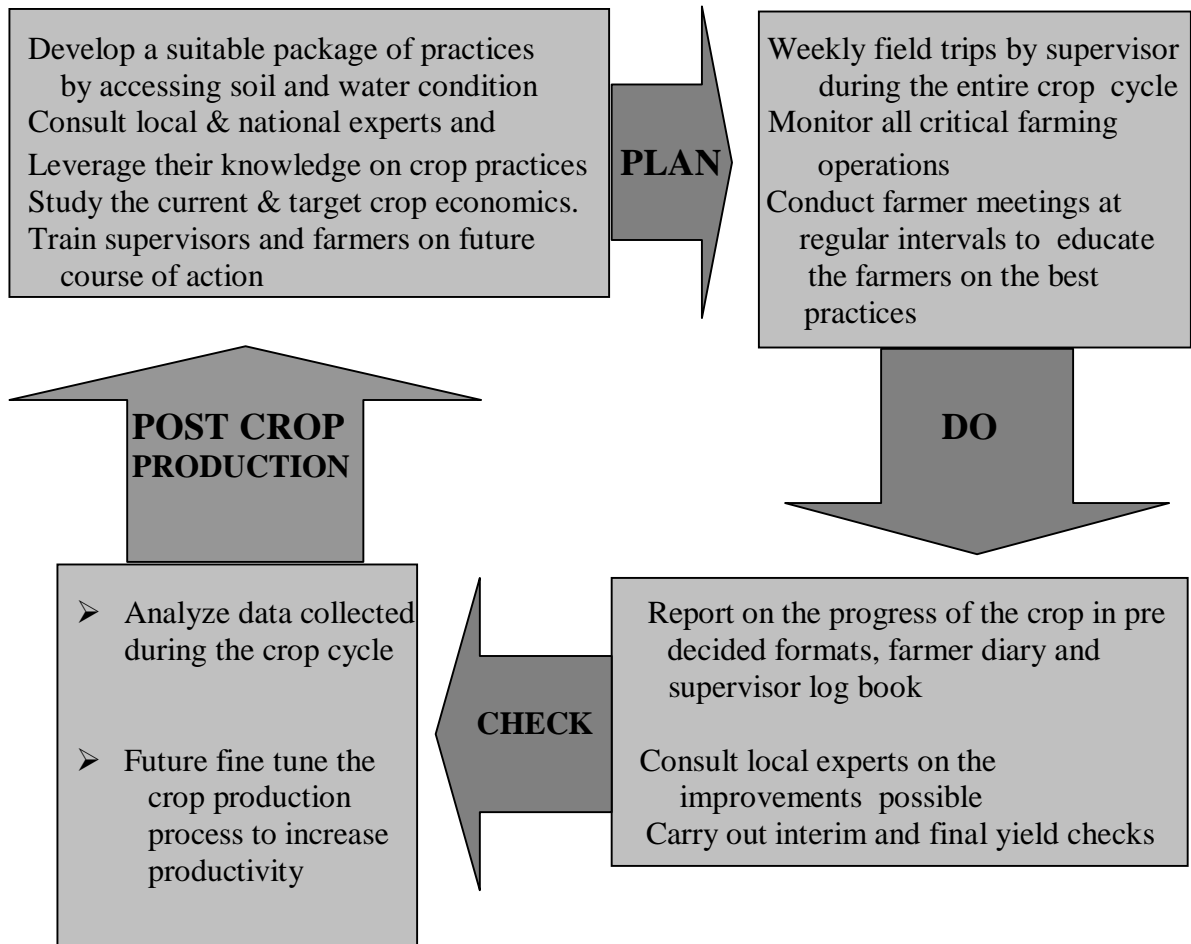 Develop a suitable package of practices
by accessing soil and water condition
Consult local & national experts and
Leverage their knowledge on crop practices
Study the current & target crop economics.
Train supervisors and farmers on future
course of action
PLAN
Weekly field trips by supervisor
during the entire crop cycle
Monitor all critical farming
operations
Conduct farmer meetings at
regular intervals to educate
the farmers on the best
practices
DO
Report on the progress of the crop in pre
decided formats, farmer diary and
supervisor log book
Consult local experts on the
improvements possible
Carry out interim and final yield checks
CHECK
➢ Analyze data collected
during the crop cycle
➢ Future fine tune the
crop production
process to increase
productivity
POST CROP
PRODUCTION